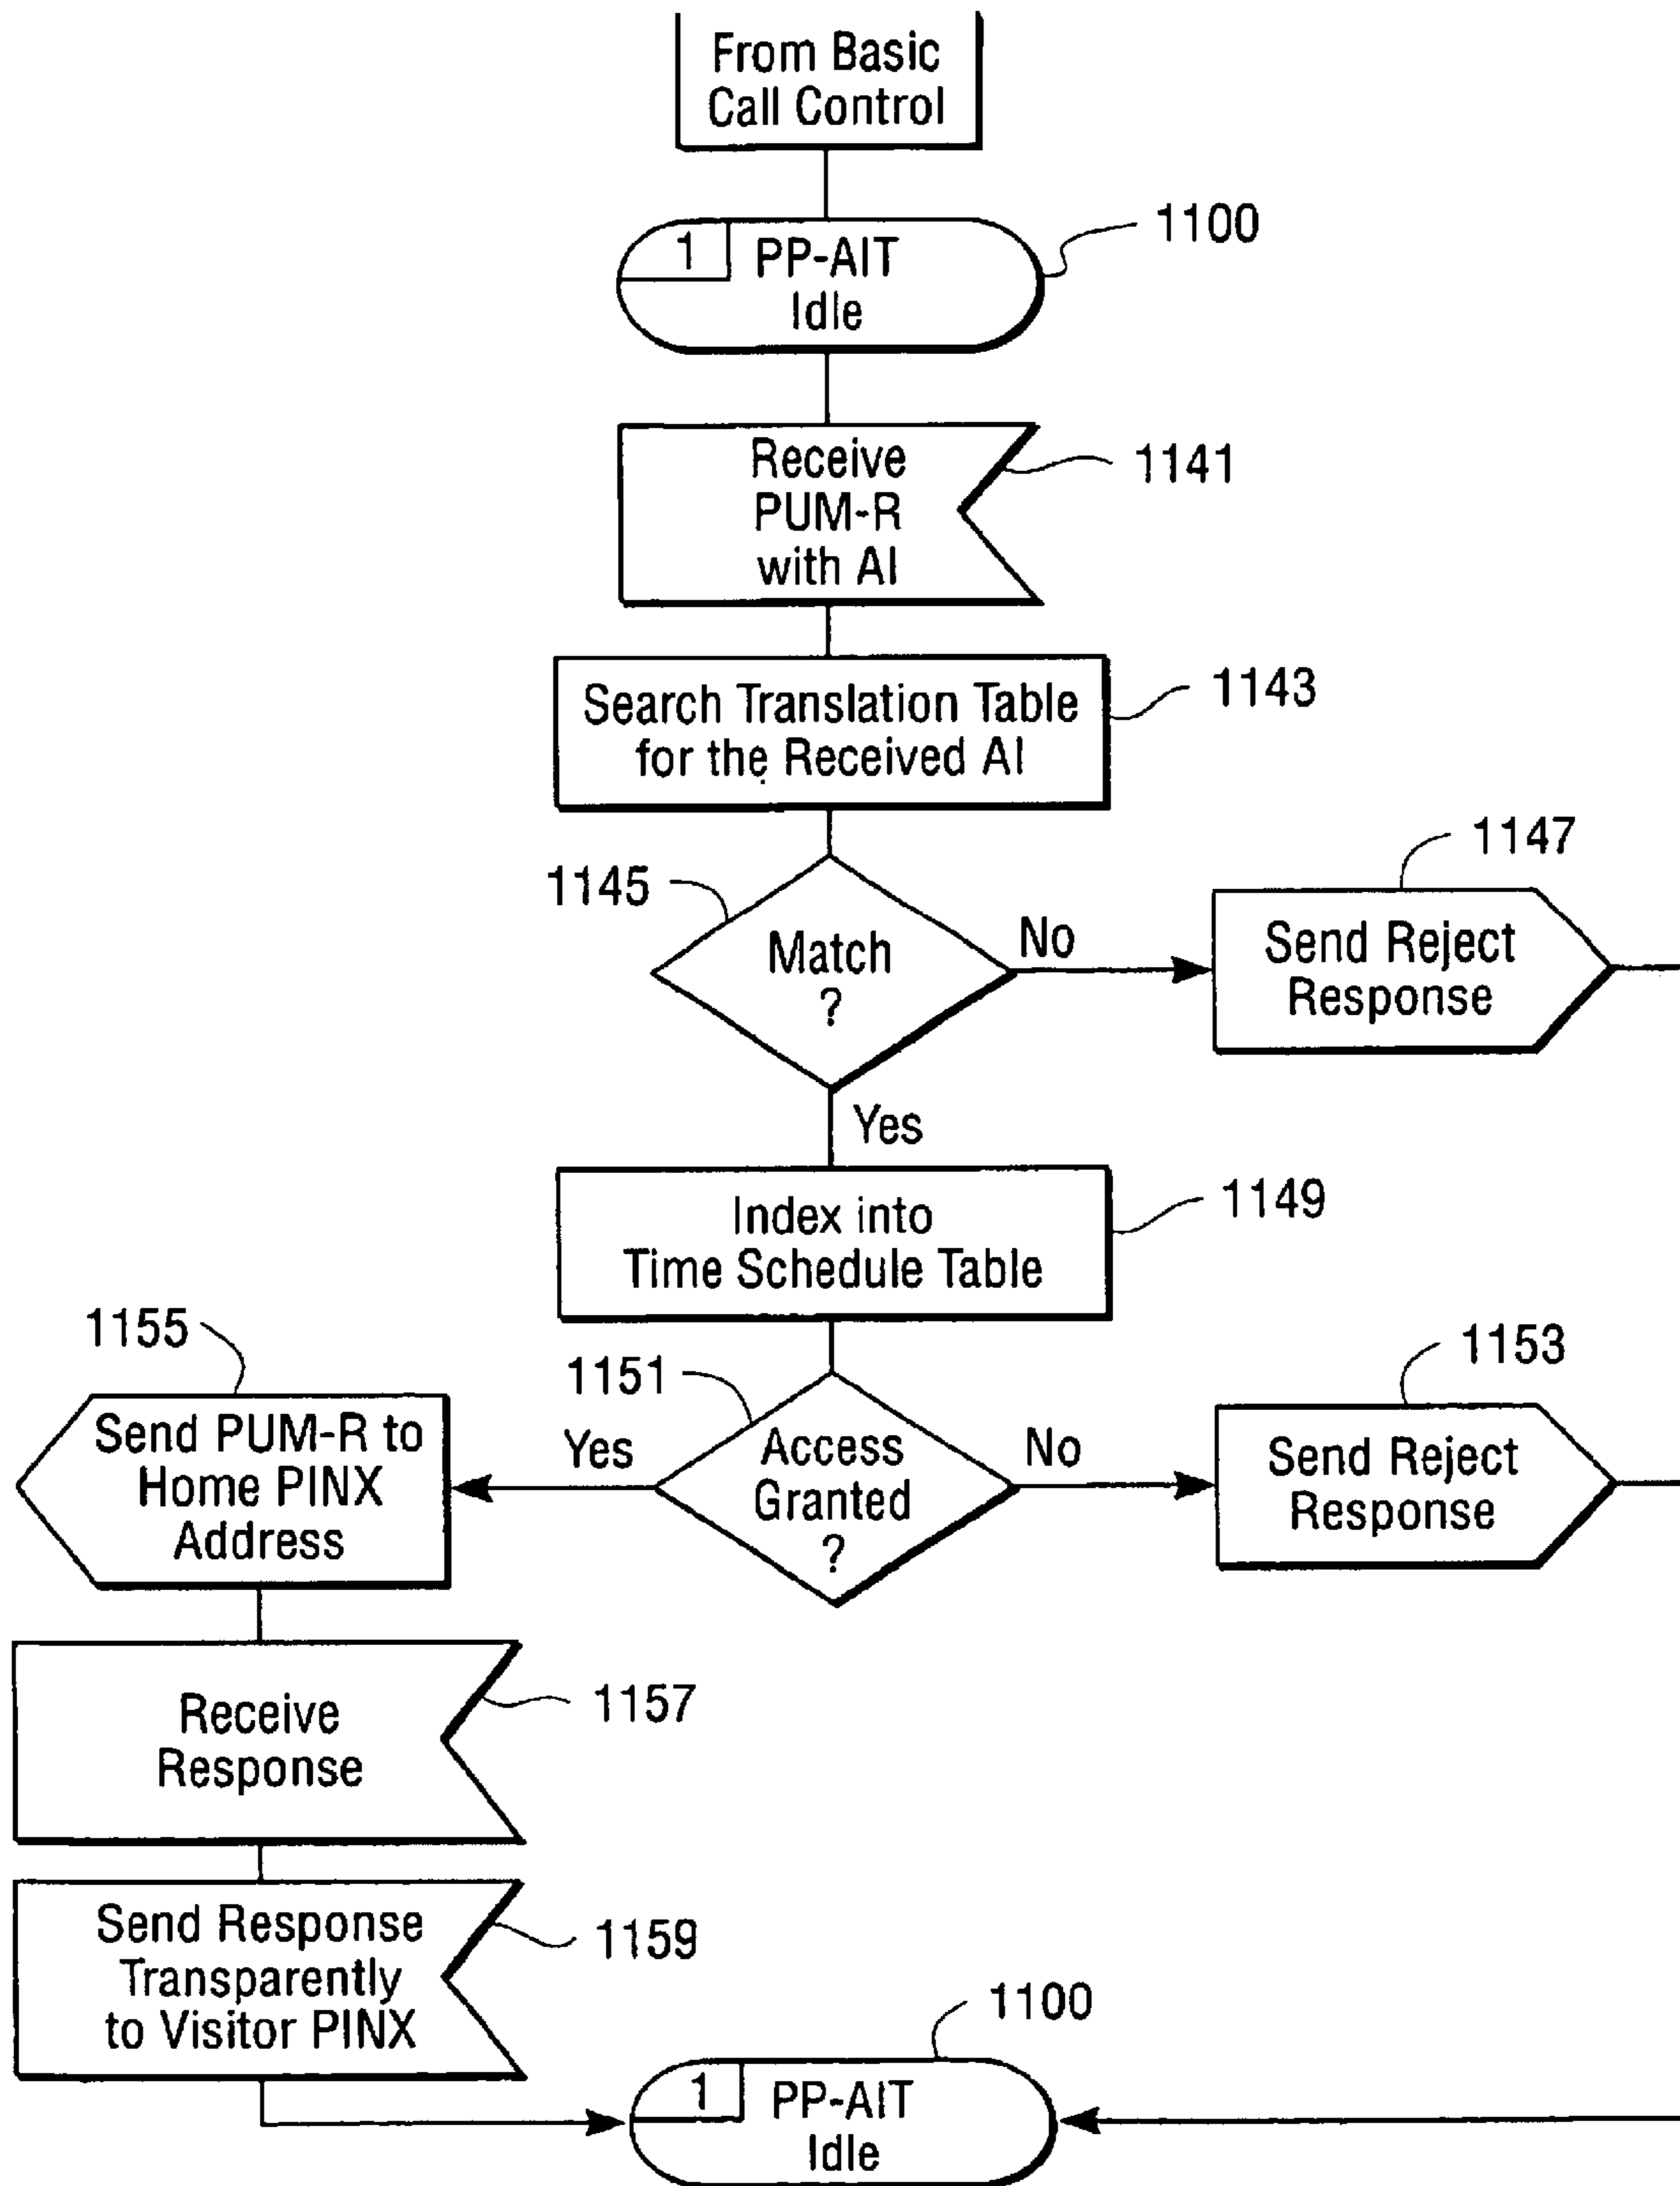 From Basic
Call Control
1
PP-AIT
Idle
1100
Receive
PUM-R
with AI
1141
Search Translation Table
for the Received AI
1143
1145
Match
?
No
1147
Send Reject
Response
Yes
Index into
Time Schedule Table
1149
1155
Send PUM-R to
Home PINX
Address
Yes
1151
Access
Granted
?
No
1153
Send Reject
Response
Receive
Response
1157
Send Response
Transparently
to Visitor PINX
1159
1100
1
PP-AIT
Idle